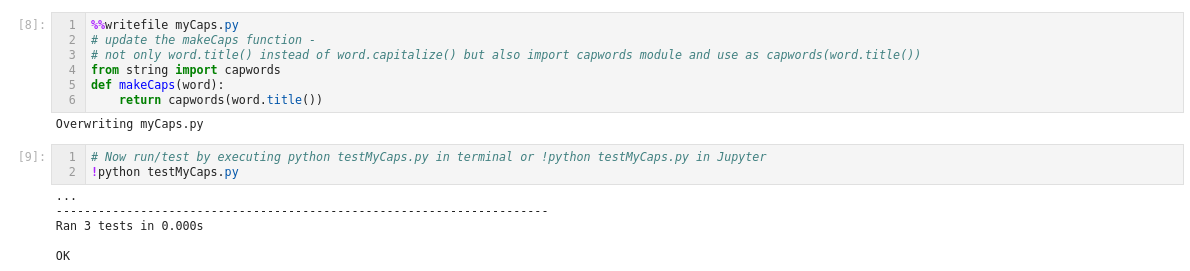 [8]:
1 %%writefile myCaps.py
2 # update the makeCaps function -
3 # not only word.title() instead of word.capitalize() but also import capwords module and use as capwords(word.title())
4 from string import capwords
5 def makeCaps(word):
6     return capwords(word.title())
Overwriting myCaps.py
[9]:
1 # Now run/test by executing python testMyCaps.py in terminal or !python testMyCaps.py in Jupyter
2 !python testMyCaps.py
...
----------------------------------------------------------------------
Ran 3 tests in 0.000s
OK